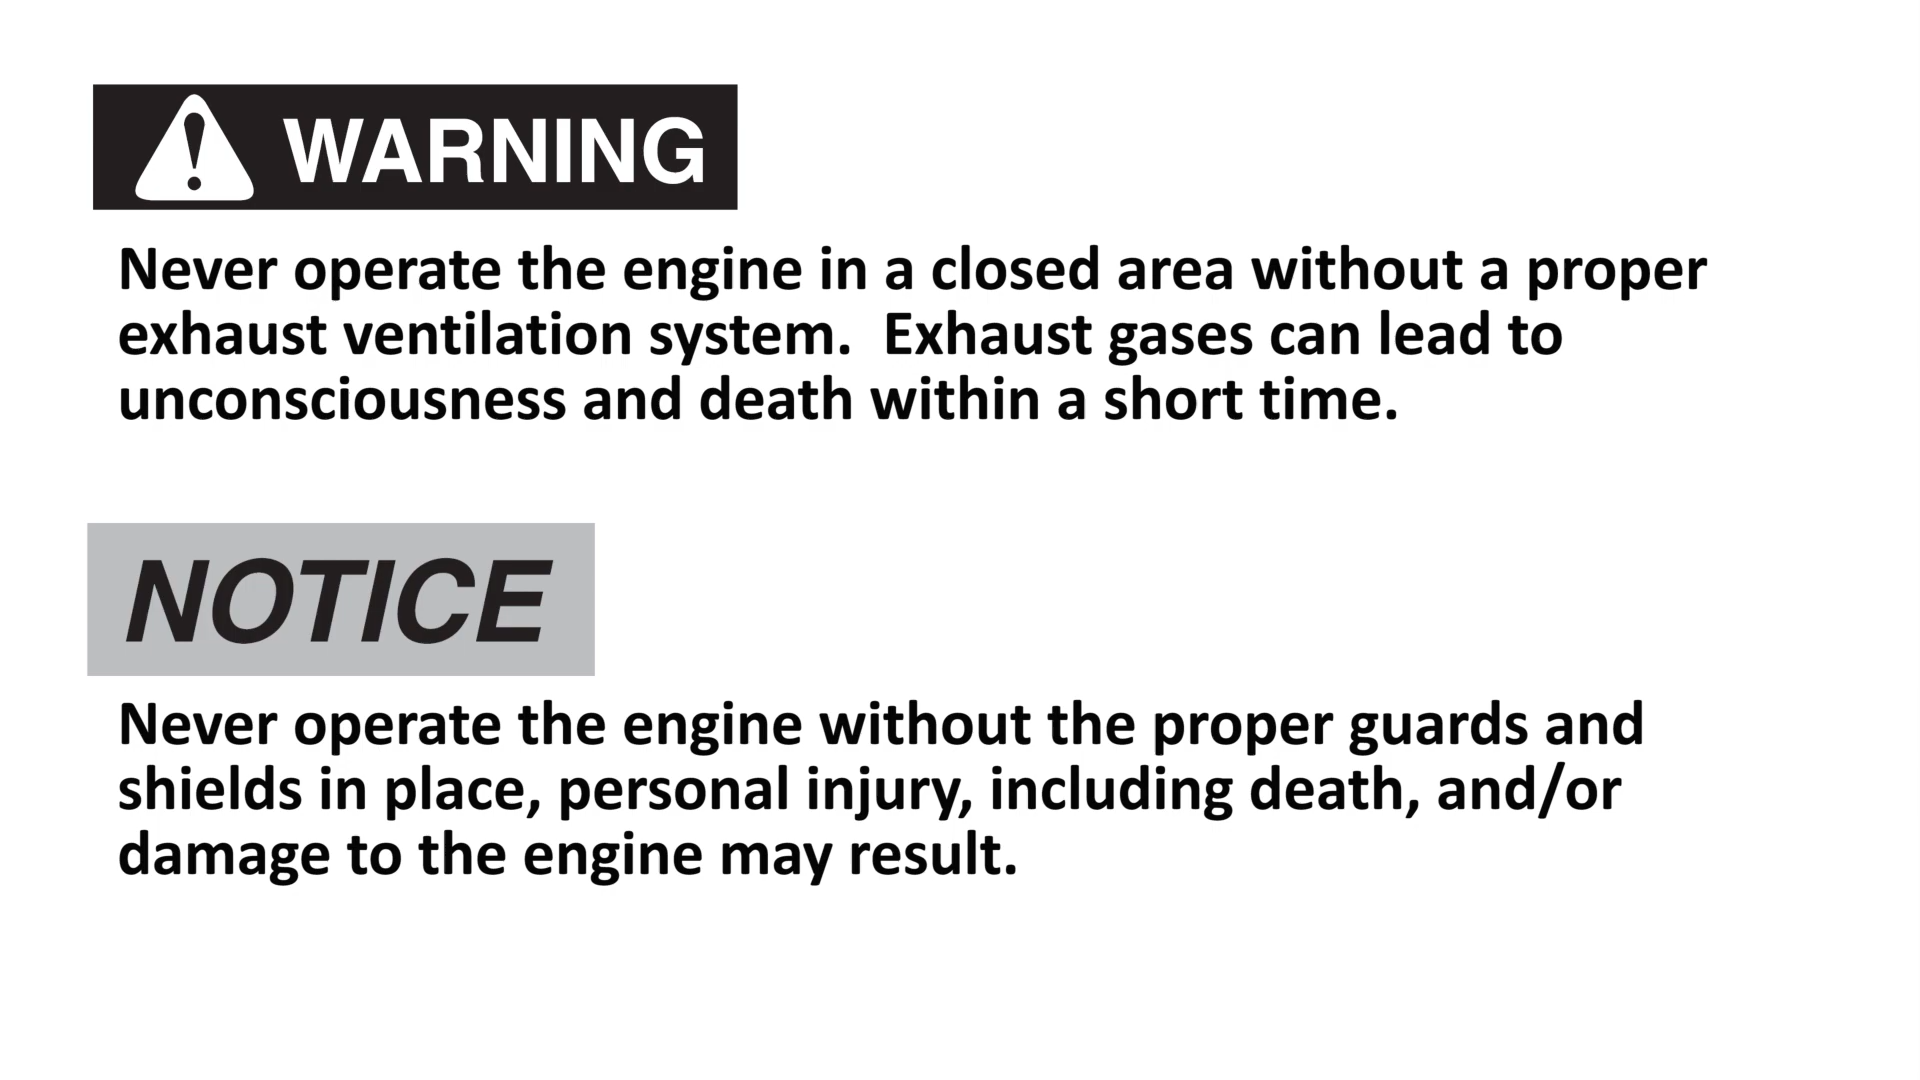 WARNING
Never operate the engine in a closed area without a proper
exhaust ventilation system.  Exhaust gases can lead to
unconsciousness and death within a short time.
NOTICE
Never operate the engine without the proper guards and
shields in place, personal injury, including death, and/or
damage to the engine may result.